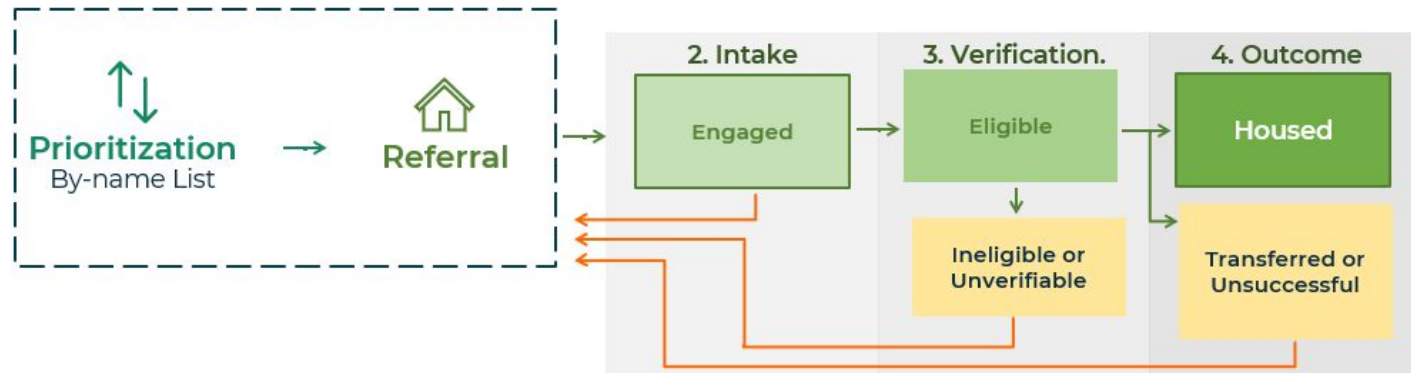 Prioritization
By-name List
Referral
2. Intake
Engaged
3. Verification.
Eligible
Ineligible or
Unverifiable
4. Outcome
Housed
Transferred or
Unsuccessful